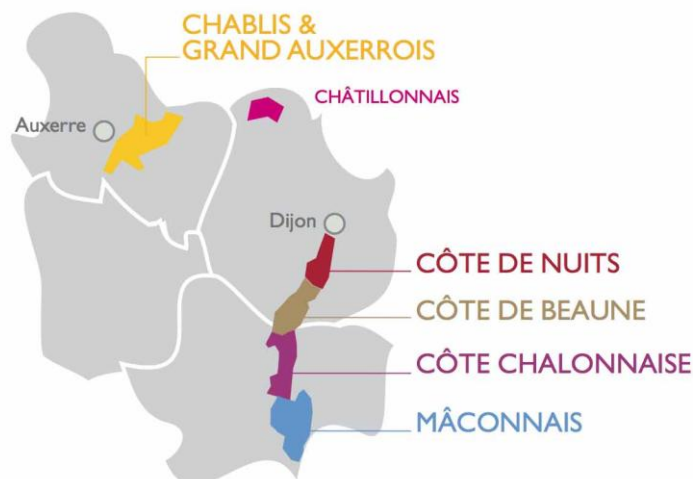 CHABLIS &
GRAND AUXERROIS
CHÂTILLONNAIS
Auxerre
Dijon
CÔTE DE NUITS
CÔTE DE BEAUNE
CÔTE CHALONNAISE
MÂCONNAIS